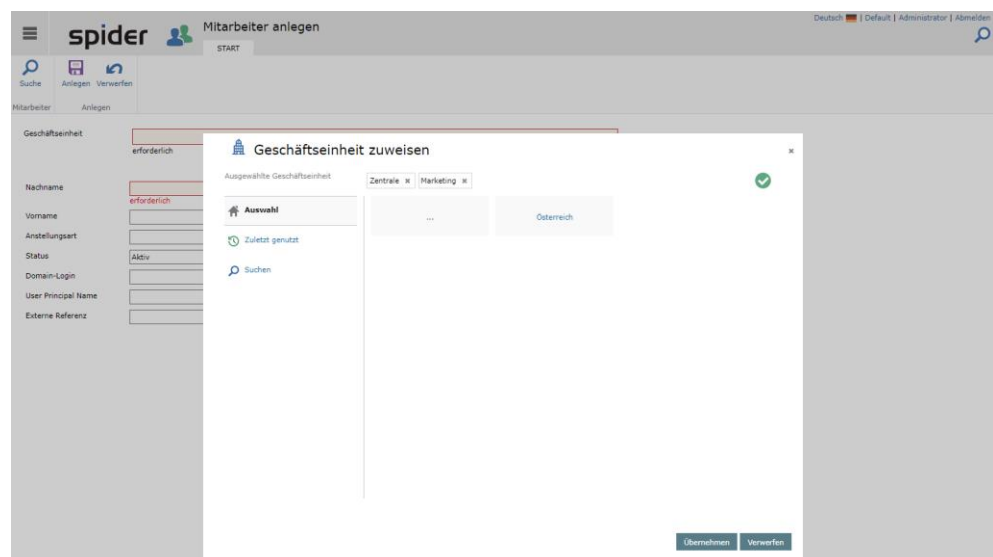 Deutsch | Default | Administrator | Abmelden
spider
Mitarbeiter anlegen
START
Suche
Anlegen Verwerfen
Mitarbeiter
Anlegen
Geschäftseinheit
erforderlich
Nachname
erforderlich
Vorname
Anstellungsart
Status
Aktiv
Domain-Login
User Principal Name
Externe Referenz
Geschäftseinheit zuweisen
Ausgewählte Geschäftseinheit
Zentrale
Marketing
Auswahl
Zuletzt genutzt
Suchen
...
Österreich
Übernehmen
Verwerfen